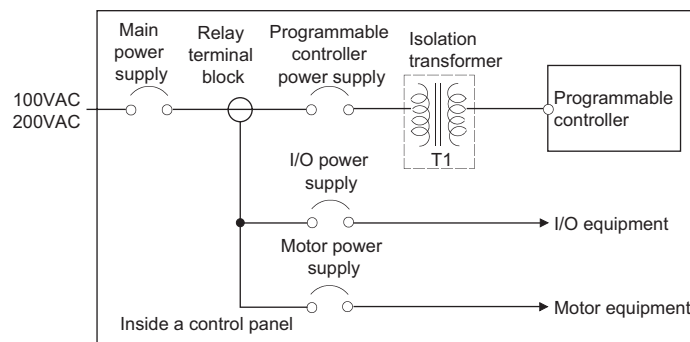 Main
power
supply
Relay
terminal
block
Programmable
controller
power supply
Isolation
transformer
100VAC
200VAC
Programmable
controller
T1
I/O power
supply
I/O equipment
Motor power
supply
Motor equipment
Inside a control panel